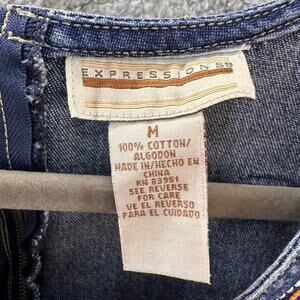 EXPRESSIONS
M
100% COTTON/
ALGODON
MADE IN/HECHO EN
CHINA
RN 83951
SEE REVERSE
FOR CARE
VE EL REVERSO
PARA EL CUIDADO